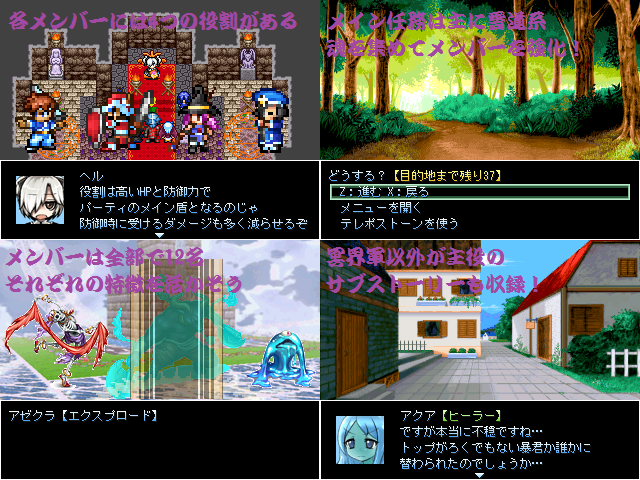 各メンバーには4つの役割がある
ヘル
役割は高いHPと防御力で
パーティのメイン盾となるのじゃ
防御時に受けるダメージも多く減らせるぞ
メイン任務は主に専進系
魂を集めてメンバーを強化！
どうする？【目的地まで残り37】
Z：進む X：戻る
メニューを開く
テレポストーンを使う
メンバーは全部で12名
それぞれの特徴を活かそう
アゼクラ【エクスプロード】
冥界軍以外が主役の
サブストーリーも収録！
アクア【ヒーラー】
ですが本当に不穏ですね…
トップがろくでもない暴君か誰かに
替わられたのでしょうか…